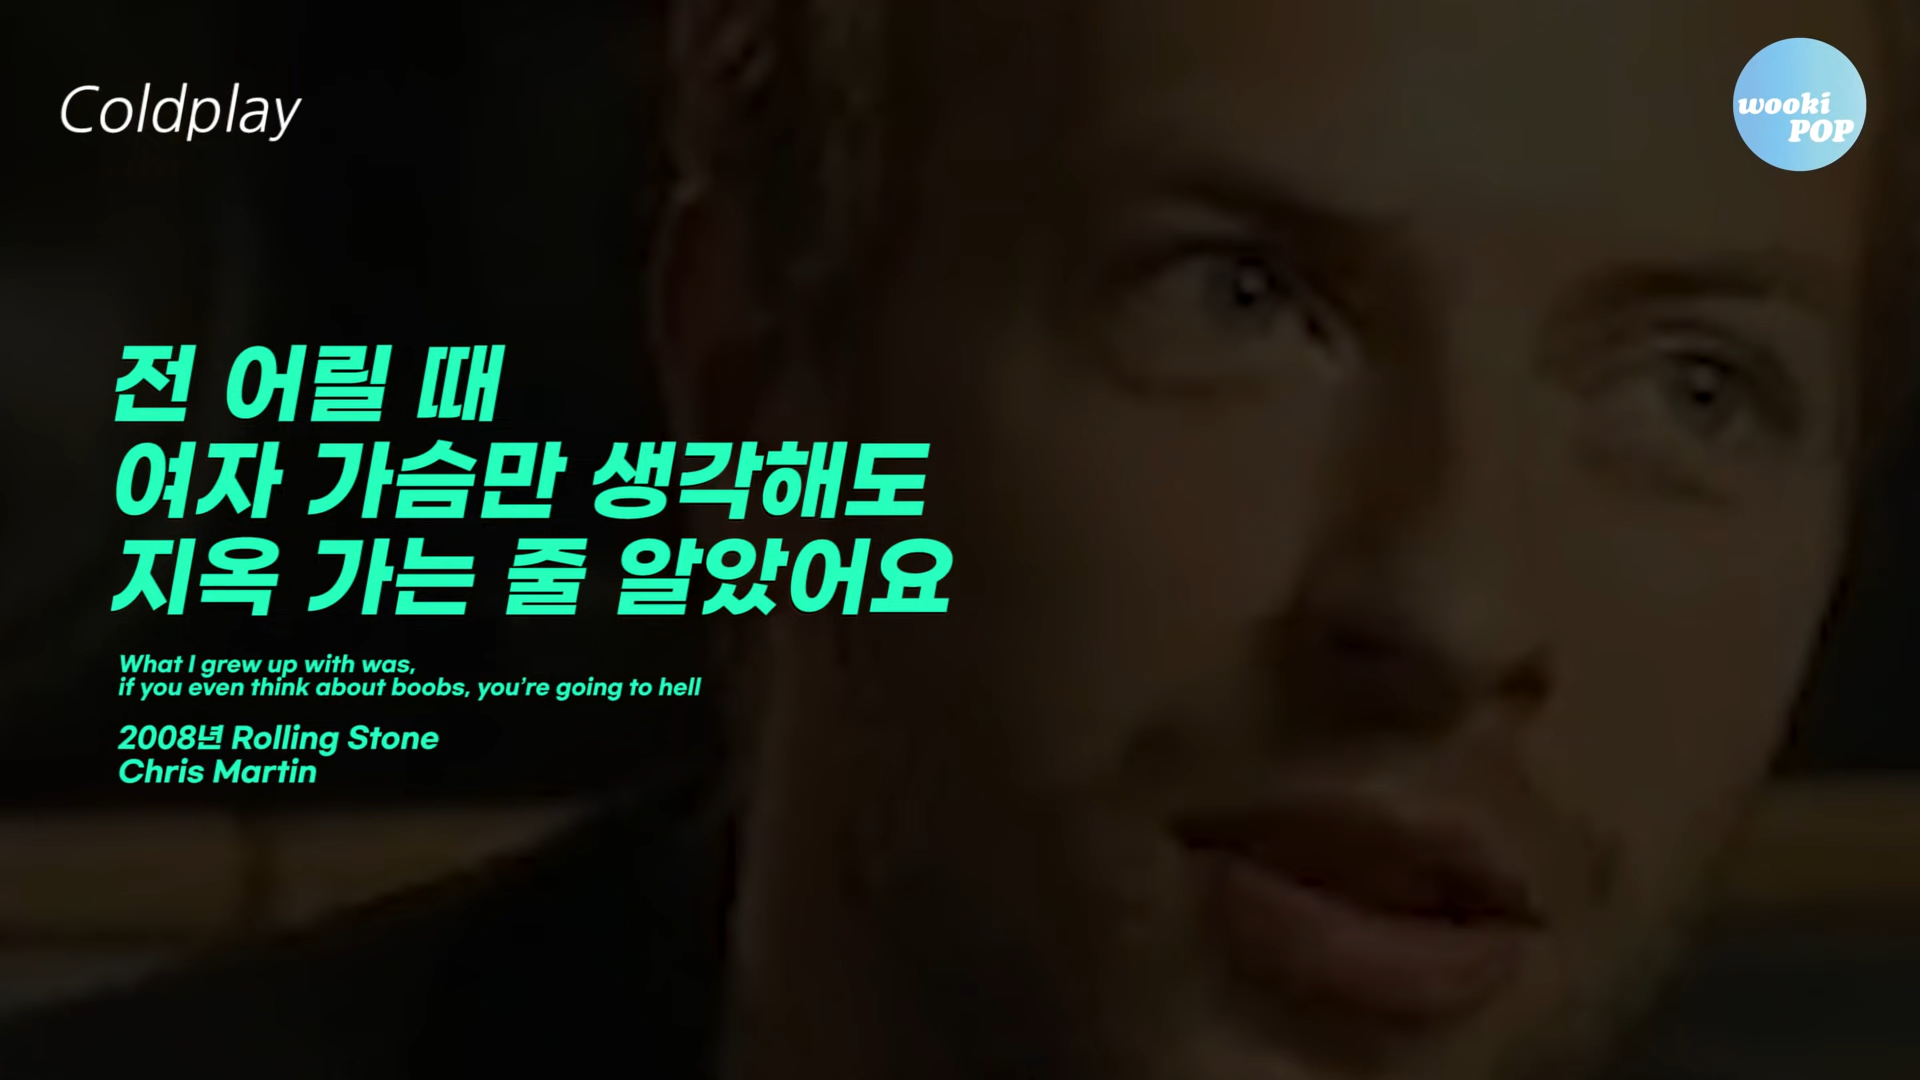 Coldplay
wooki
POP
전 어릴 때
여자 가슴만 생각해도
지옥 가는 줄 알았어요
What I grew up with was,
if you even think about boobs, you're going to hell
2008년 Rolling Stone
Chris Martin